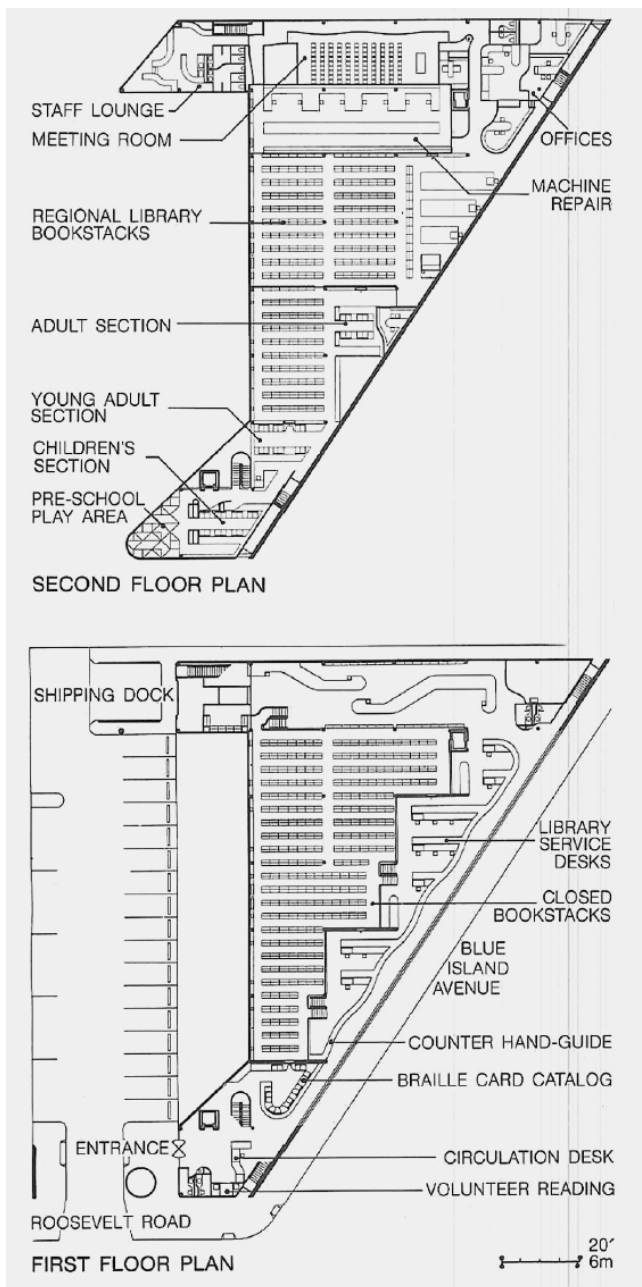 STAFF LOUNGE
MEETING ROOM
OFFICES
MACHINE
REPAIR
REGIONAL LIBRARY
BOOKSTACKS
ADULT SECTION
YOUNG ADULT
SECTION
CHILDREN'S
SECTION
PRE-SCHOOL
PLAY AREA
SECOND FLOOR PLAN
SHIPPING DOCK
LIBRARY
SERVICE
DESKS
CLOSED
BOOKSTACKS
BLUE
ISLAND
AVENUE
COUNTER HAND-GUIDE
BRAILLE CARD CATALOG
ENTRANCE
CIRCULATION DESK
VOLUNTEER READING
ROOSEVELT ROAD
FIRST FLOOR PLAN
20′
6m